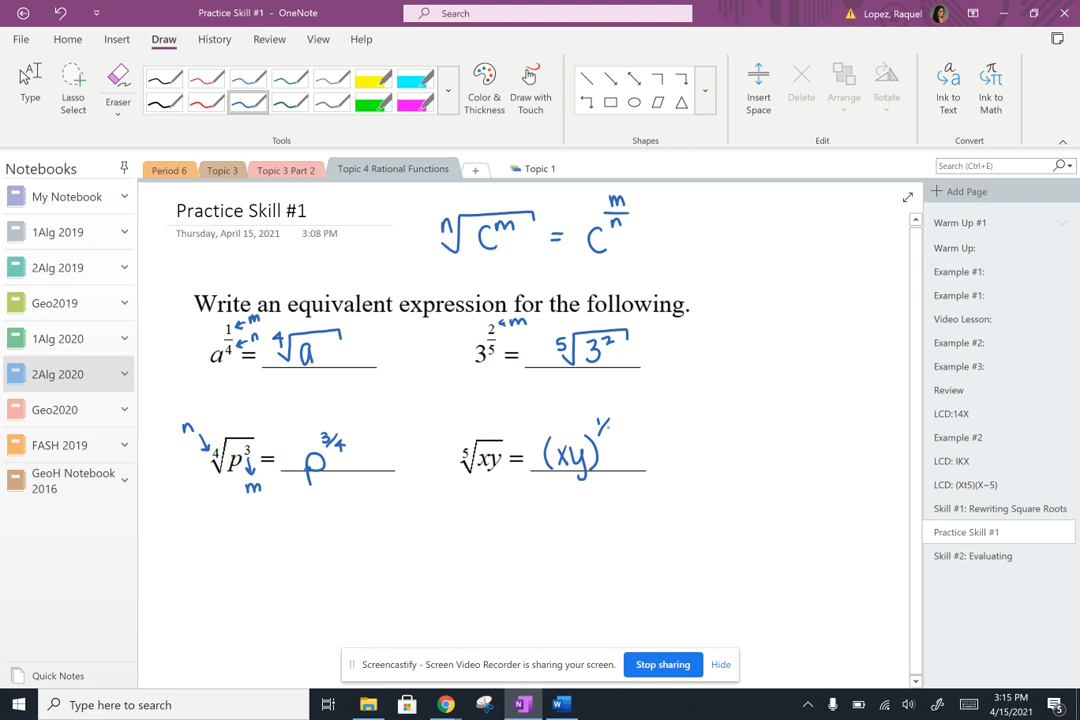 Practice Skill #1 - OneNote
Search
Lopez, Raquel
File Home Insert Draw History Review View Help
Type
Lasso Select
Eraser
Color & Thickness
Draw with Touch
Insert Space
Delete
Arrange
Rotate
Ink to Text
Ink to Math
Tools Shapes Edit Convert
Notebooks
Period 6 Topic 3 Topic 3 Part 2 Topic 4 Rational Functions + Topic 1
Search (Ctrl+E)
My Notebook
1Alg 2019
2Alg 2019
Geo2019
1Alg 2020
2Alg 2020
Geo2020
FASH 2019
GeoH Notebook 2016
Quick Notes
Practice Skill #1
Thursday, April 15, 2021 3:08 PM
ⁿ√(c^m) = c^(m/n)
Write an equivalent expression for the following.
a^(1/4) = ⁴√a
← m
← n
3^(2/5) = ⁵√(3²)
← m
⁴√(p³) = p^(3/4)
n
m
⁵√(xy) = (xy)
Add Page
Warm Up #1
Warm Up:
Example #1:
Example #1:
Video Lesson:
Example #2:
Example #3:
Review
LCD:14X
Example #2
LCD: IKX
LCD: (Xt5)(X-5)
Skill #1: Rewriting Square Roots
Practice Skill #1
Skill #2: Evaluating
Screencastify - Screen Video Recorder is sharing your screen. Stop sharing Hide
Type here to search
3:15 PM
4/15/2021
5